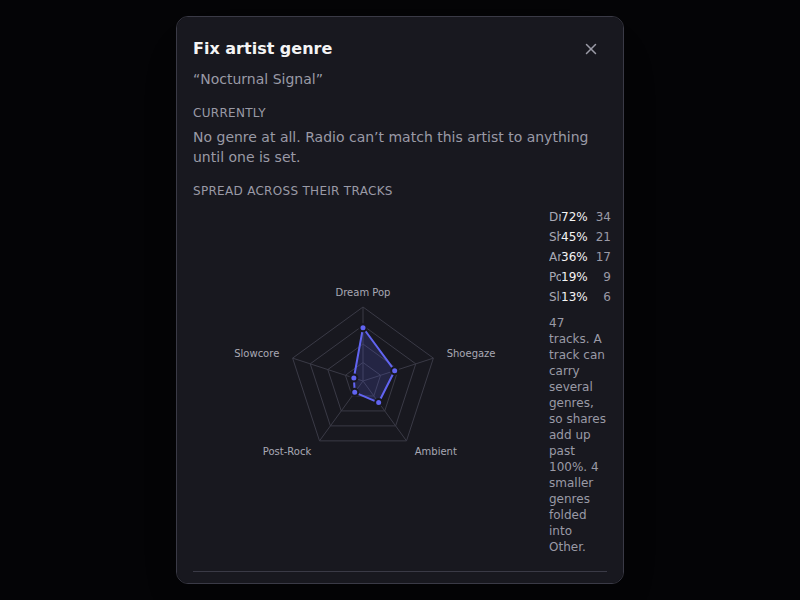 Fix artist genre
“Nocturnal Signal”
CURRENTLY
No genre at all. Radio can’t match this artist to anything
until one is set.
SPREAD ACROSS THEIR TRACKS
Dream Pop
Shoegaze
Ambient
Post-Rock
Slowcore
72% 34
45% 21
36% 17
19% 9
13% 6
47
tracks. A
track can
carry
several
genres,
so shares
add up
past
100%. 4
smaller
genres
folded
into
Other.